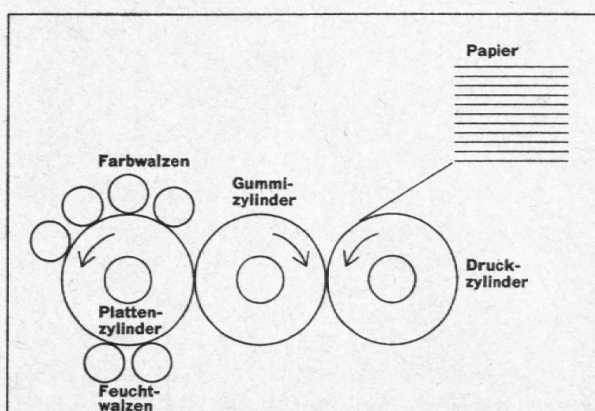 Papier
Farbwalzen
Gummi-
zylinder
Druck-
zylinder
Platten-
zylinder
Feucht-
walzen